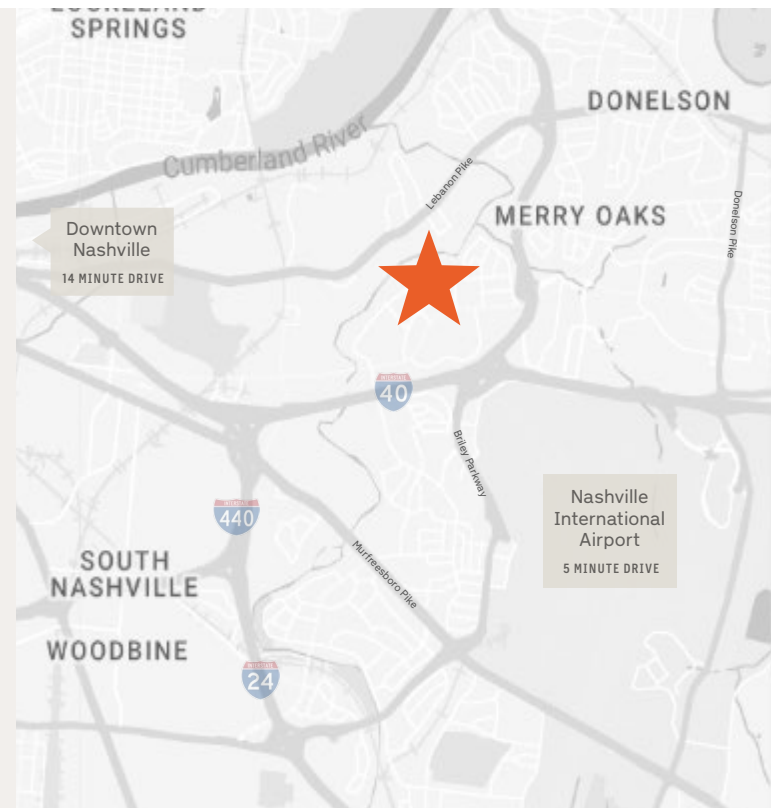 SPRINGS
DONELSON
Cumberland River
Lebanon Pike
MERRY OAKS
Donelson Pike
Downtown
Nashville
14 MINUTE DRIVE
40
Briley Parkway
Nashville
International
Airport
5 MINUTE DRIVE
440
Murfreesboro Pike
SOUTH
NASHVILLE
WOODBINE
24